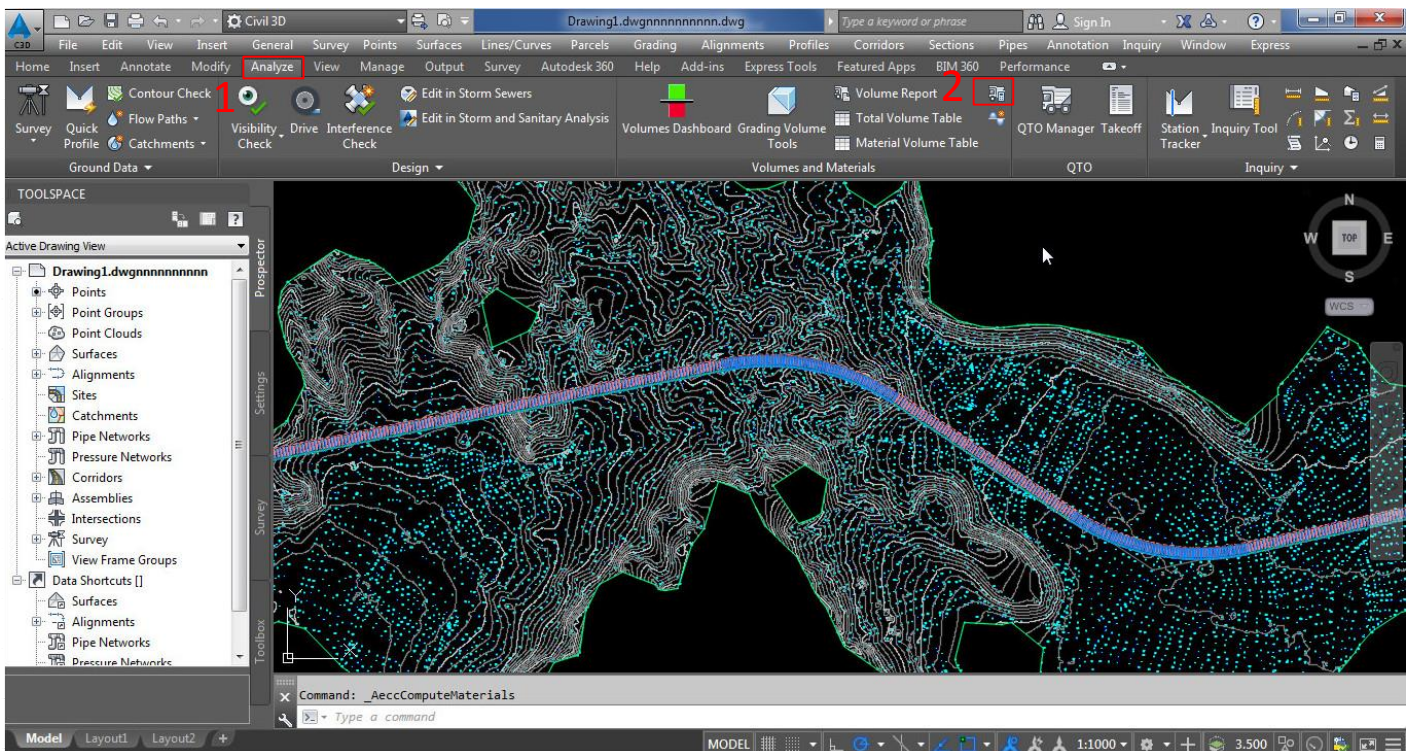 Civil 3D Drawing1.dwgnnnnnnnnnn.dwg Type a keyword or phrase Sign In
C3D File Edit View Insert General Survey Points Surfaces Lines/Curves Parcels Grading Alignments Profiles Corridors Sections Pipes Annotation Inquiry Window Express
Home Insert Annotate Modify Analyze View Manage Output Survey Autodesk 360 Help Add-ins Express Tools Featured Apps BIM 360 Performance
1 2
Contour Check Edit in Storm Sewers Volume Report
Flow Paths Edit in Storm and Sanitary Analysis Total Volume Table
Survey Quick Profile Catchments Visibility Check Drive Interference Check Volumes Dashboard Grading Volume Tools Material Volume Table QTO Manager Takeoff Station Tracker Inquiry Tool
Ground Data Design Volumes and Materials QTO Inquiry
TOOLSPACE
Active Drawing View
Drawing1.dwgnnnnnnnnnn
Points
Point Groups
Point Clouds
Surfaces
Alignments
Sites
Catchments
Pipe Networks
Pressure Networks
Corridors
Assemblies
Intersections
Survey
View Frame Groups
Data Shortcuts []
Surfaces
Alignments
Pipe Networks
Pressure Networks
Prospector
Settings
Survey
Toolbox
N
W TOP E
S
WCS
Y
X
Command: _AeccComputeMaterials
Type a command
Model Layout1 Layout2 + MODEL 1:1000 3.500